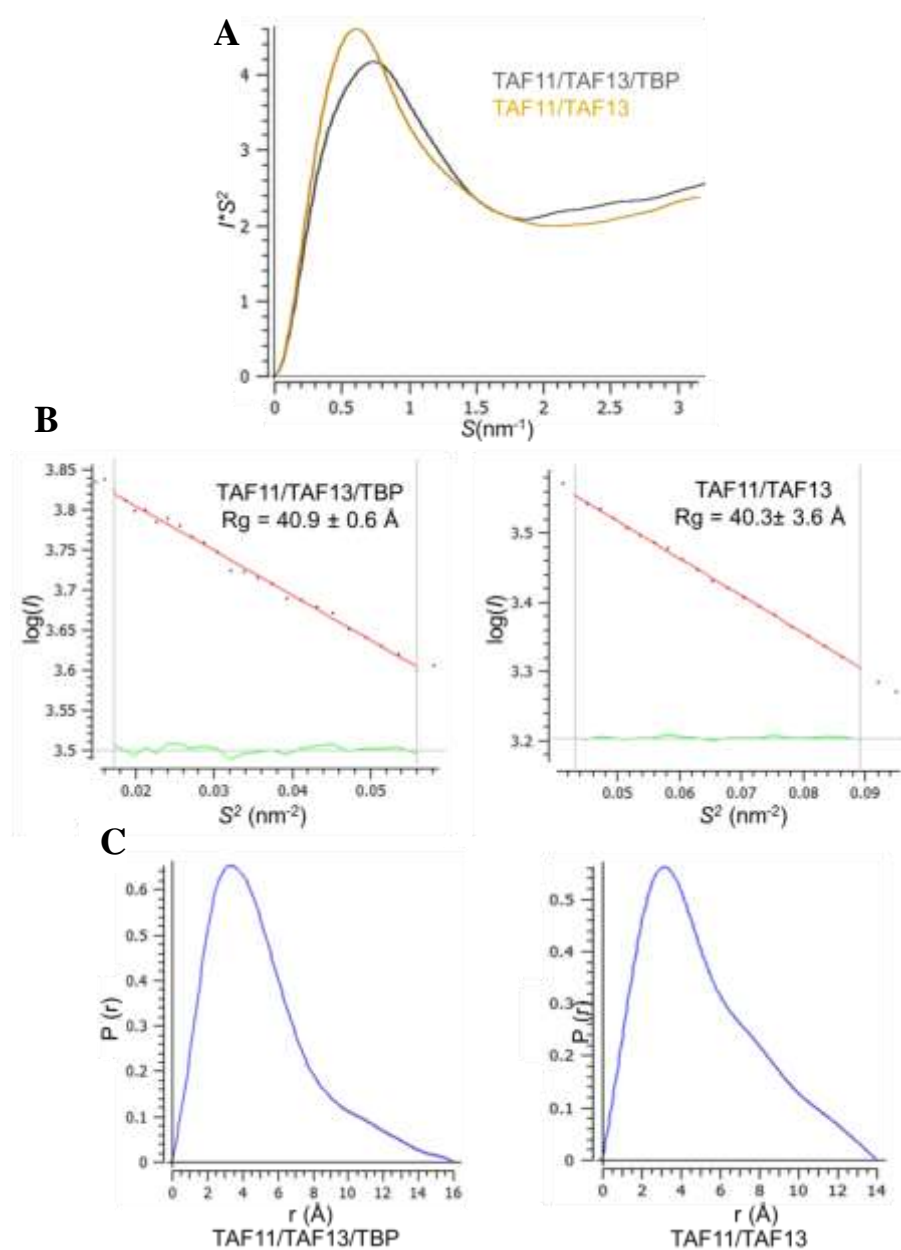 A
4
3
2
1
0
I*S²
TAF11/TAF13/TBP
TAF11/TAF13
0 0.5 1 1.5 2 2.5 3
S(nm⁻¹)
B
3.85
3.8
3.75
3.7
3.65
3.6
3.55
3.5
log(I)
TAF11/TAF13/TBP
Rg = 40.9 ± 0.6 Å
0.02 0.03 0.04 0.05
S² (nm⁻²)
3.5
3.4
3.3
3.2
log(I)
TAF11/TAF13
Rg = 40.3± 3.6 Å
0.05 0.06 0.07 0.08 0.09
S² (nm⁻²)
C
0.6
0.5
0.4
0.3
0.2
0.1
0
P (r)
0 2 4 6 8 10 12 14 16
r (Å)
TAF11/TAF13/TBP
0.5
0.4
0.3
0.2
0.1
0
P (r)
0 2 4 6 8 10 12 14
r (Å)
TAF11/TAF13